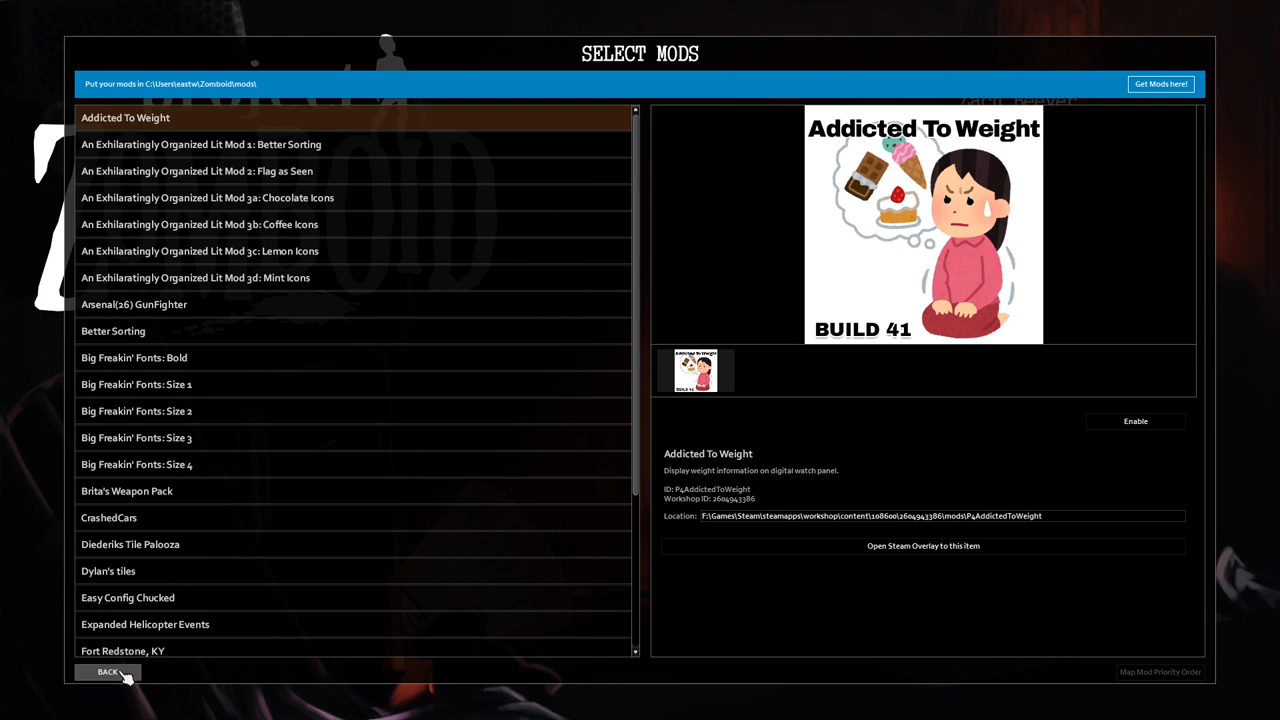 SELECT MODS
Put your mods in C:\Users\eastw\Zomboid\mods\
Get Mods here!
Addicted To Weight
An Exhilaratingly Organized Lit Mod 1: Better Sorting
An Exhilaratingly Organized Lit Mod 2: Flag as Seen
An Exhilaratingly Organized Lit Mod 3a: Chocolate Icons
An Exhilaratingly Organized Lit Mod 3b: Coffee Icons
An Exhilaratingly Organized Lit Mod 3c: Lemon Icons
An Exhilaratingly Organized Lit Mod 3d: Mint Icons
Arsenal(26) GunFighter
Better Sorting
Big Freakin' Fonts: Bold
Big Freakin' Fonts: Size 1
Big Freakin' Fonts: Size 2
Big Freakin' Fonts: Size 3
Big Freakin' Fonts: Size 4
Brita's Weapon Pack
CrashedCars
Diederiks Tile Palooza
Dylan's tiles
Easy Config Chucked
Expanded Helicopter Events
Fort Redstone, KY
BACK
Addicted To Weight
BUILD 41
Addicted To Weight
BUILD 41
Enable
Addicted To Weight
Display weight information on digital watch panel.
ID: P4AddictedToWeight
Workshop ID: 2604943386
Location: F:\Games\Steam\steamapps\workshop\content\108600\2604943386\mods\P4AddictedToWeight
Open Steam Overlay to this item
Map Mod Priority Order